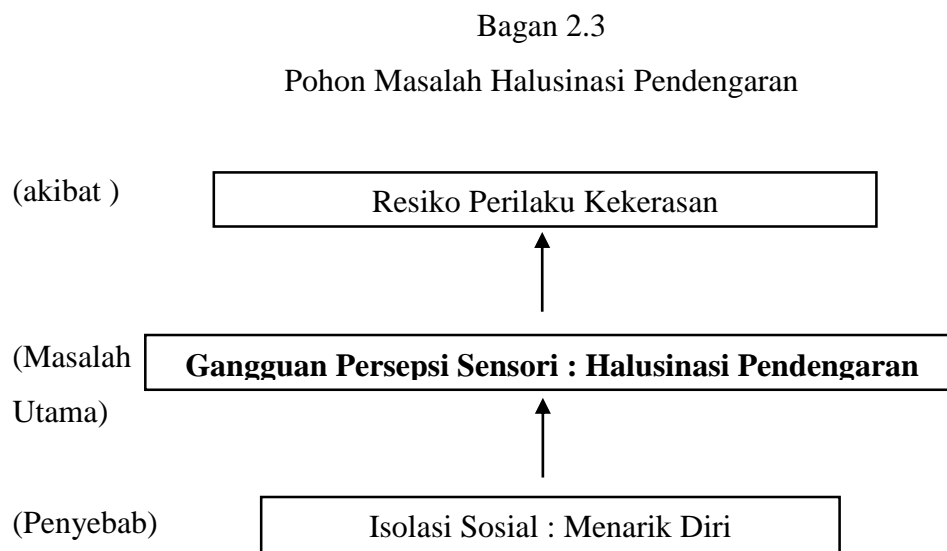 Bagan 2.3
Pohon Masalah Halusinasi Pendengaran
(akibat )
Resiko Perilaku Kekerasan
(Masalah
Utama)
Gangguan Persepsi Sensori : Halusinasi Pendengaran
(Penyebab)
Isolasi Sosial : Menarik Diri